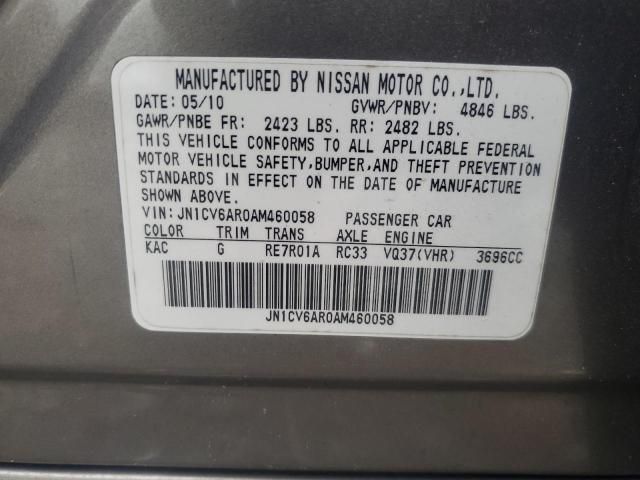 MANUFACTURED BY NISSAN MOTOR CO.,LTD.
DATE: 05/10 GVWR/PNBV: 4846 LBS.
GAWR/PNBE FR: 2423 LBS. RR: 2482 LBS.
THIS VEHICLE CONFORMS TO ALL APPLICABLE FEDERAL
MOTOR VEHICLE SAFETY,BUMPER,AND THEFT PREVENTION
STANDARDS IN EFFECT ON THE DATE OF MANUFACTURE
SHOWN ABOVE.
VIN: JN1CV6AR0AM460058 PASSENGER CAR
COLOR TRIM TRANS AXLE ENGINE
KAC G RE7R01A RC33 VQ37(VHR) 3696CC
JN1CV6AR0AM460058